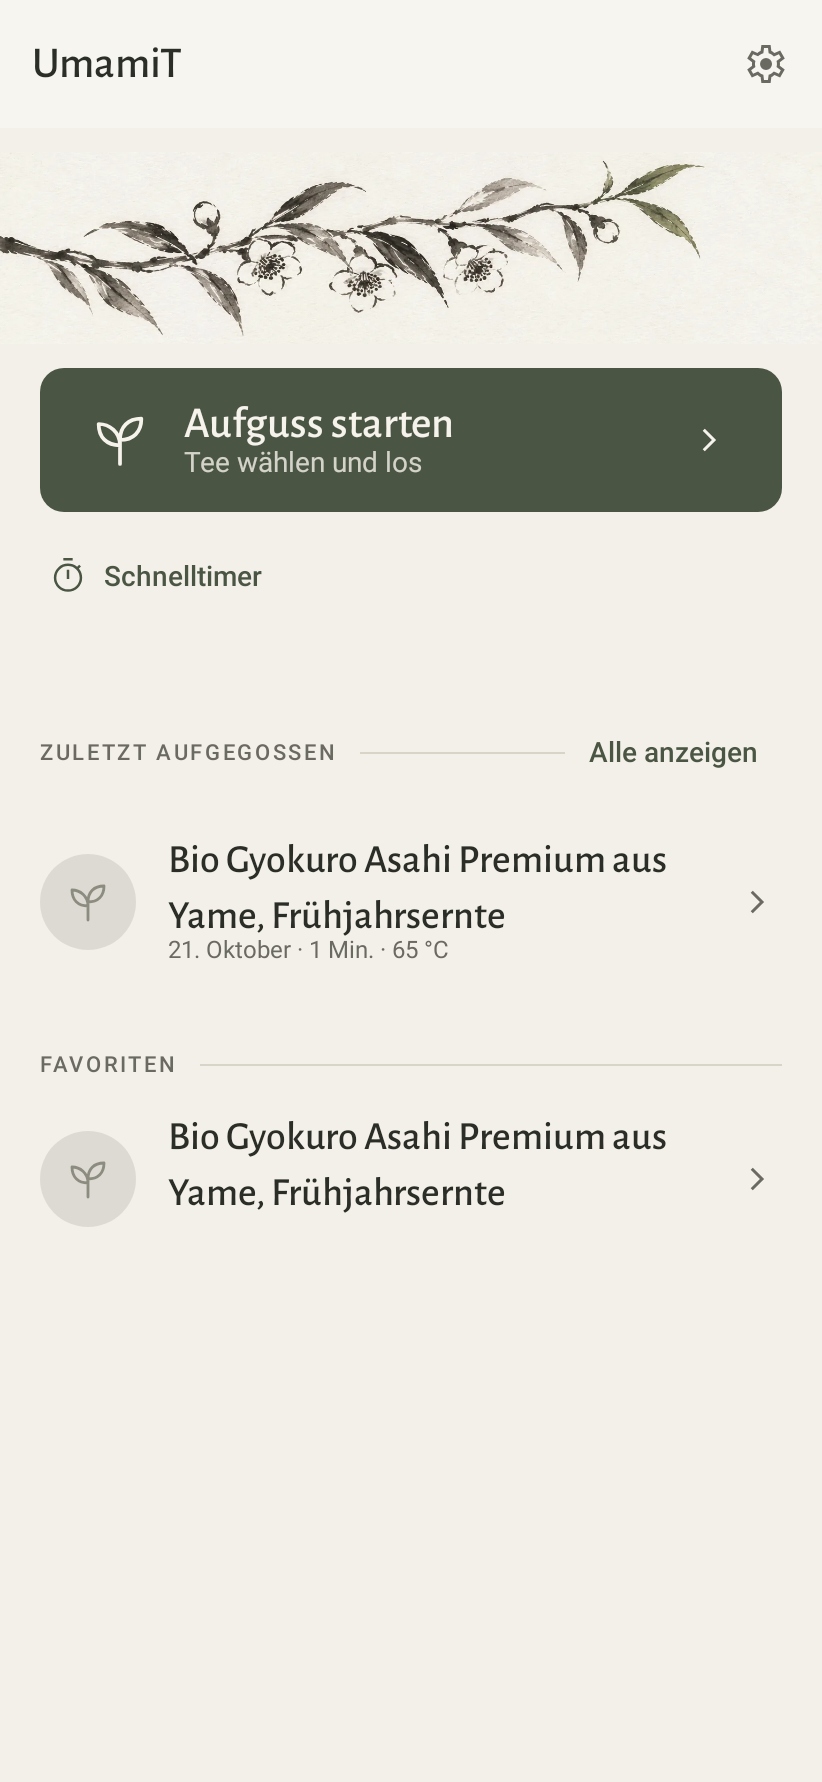 UmamiT
Aufguss starten
Tee wählen und los
Schnelltimer
ZULETZT AUFGEGOSSEN
Alle anzeigen
Bio Gyokuro Asahi Premium aus
Yame, Frühjahrsernte
21. Oktober · 1 Min. · 65 °C
FAVORITEN
Bio Gyokuro Asahi Premium aus
Yame, Frühjahrsernte